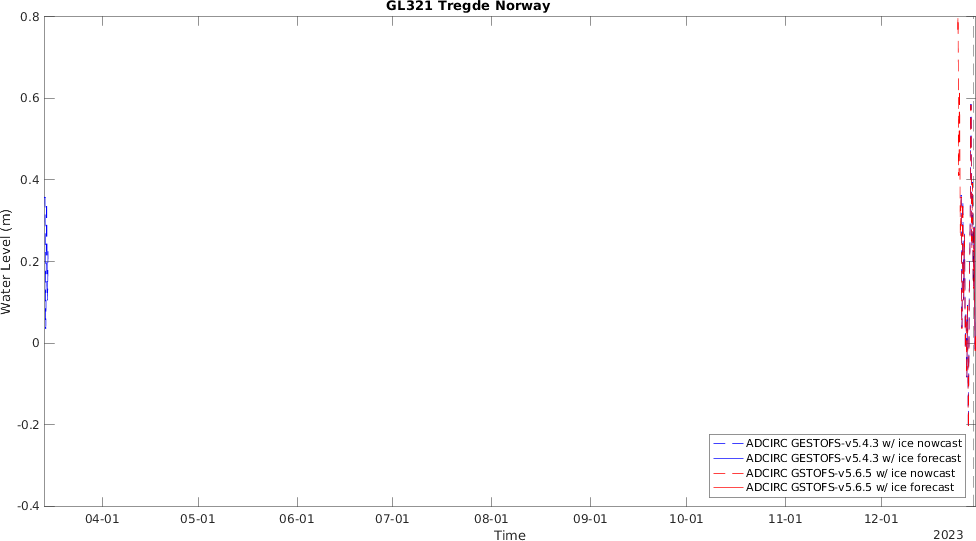 GL321 Tregde Norway
0.8
0.6
0.4
0.2
0
-0.2
-0.4
Water Level (m)
ADCIRC GESTOFS-v5.4.3 w/ ice nowcast
ADCIRC GESTOFS-v5.4.3 w/ ice forecast
ADCIRC GSTOFS-v5.6.5 w/ ice nowcast
ADCIRC GSTOFS-v5.6.5 w/ ice forecast
04-01 05-01 06-01 07-01 08-01 09-01 10-01 11-01 12-01
Time
2023